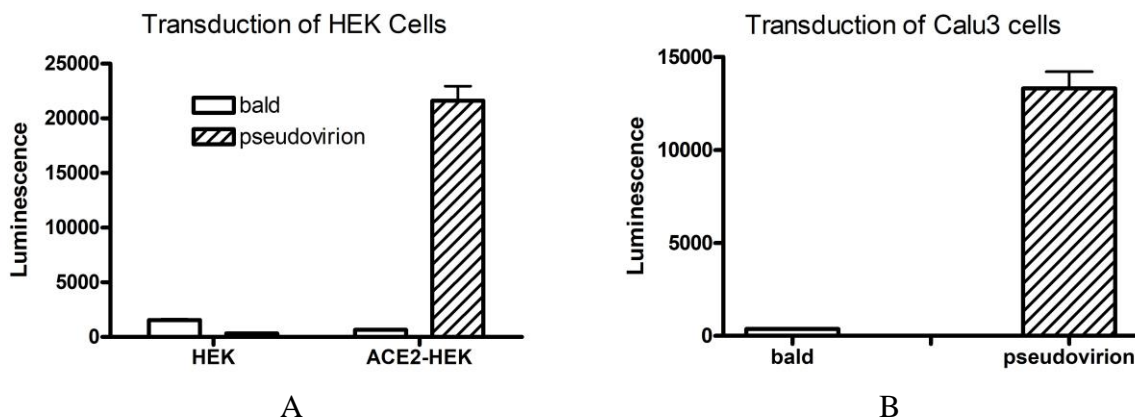 Transduction of HEK Cells
Luminescence
25000
20000
15000
10000
5000
0
bald
pseudovirion
HEK ACE2-HEK
A
Transduction of Calu3 cells
Luminescence
15000
10000
5000
0
bald pseudovirion
B